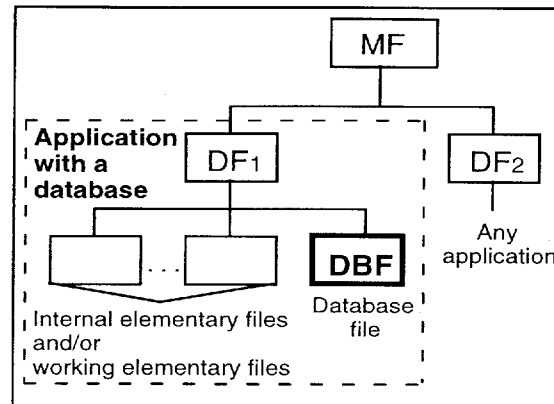 MF
Application
with a
database
DF1
DF2
Any
application
.....
DBF
Database
file
Internal elementary files
and/or
working elementary files